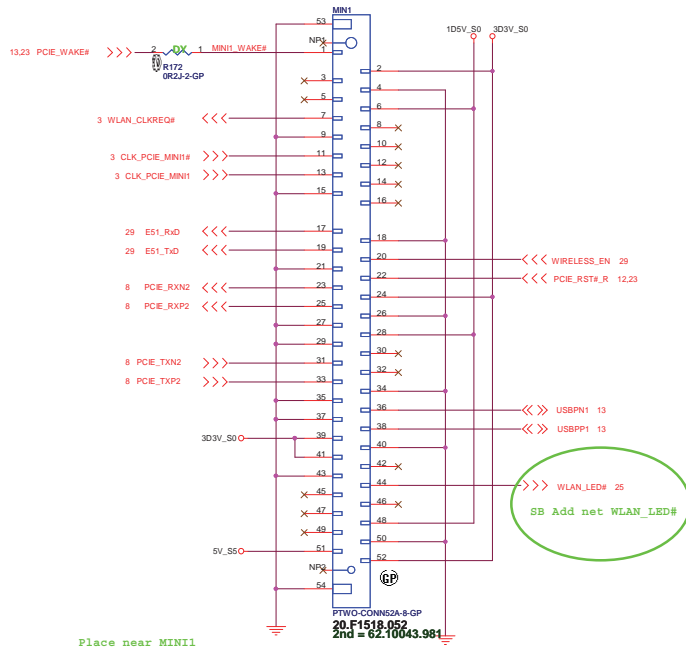 MIN1
53
1D5V_S0 3D3V_S0
NP1
13,23 PCIE_WAKE# 2 DY 1 MINI1_WAKE# 1
R172
0R2J-2-GP
2
3
4
5
6
3 WLAN_CLKREQ# 7
8
9
10
3 CLK_PCIE_MINI1# 11
12
3 CLK_PCIE_MINI1 13
14
15
16
29 E51_RxD 17
18
29 E51_TxD 19
20 WIRELESS_EN 29
21
22 PCIE_RST#_R 12,23
8 PCIE_RXN2 23
24
8 PCIE_RXP2 25
26
27
28
29
30
8 PCIE_TXN2 31
32
8 PCIE_TXP2 33
34
35
36 USBPN1 13
37
38 USBPP1 13
3D3V_S0 39
40
41
42
43
44 WLAN_LED# 25
45
46
SB Add net WLAN_LED#
47
48
49
50
5V_S5 51
52
NP2
GP
54
PTWO-CONN52A-8-GP
20.F1518.052
2nd = 62.10043.981
Place near MINI1